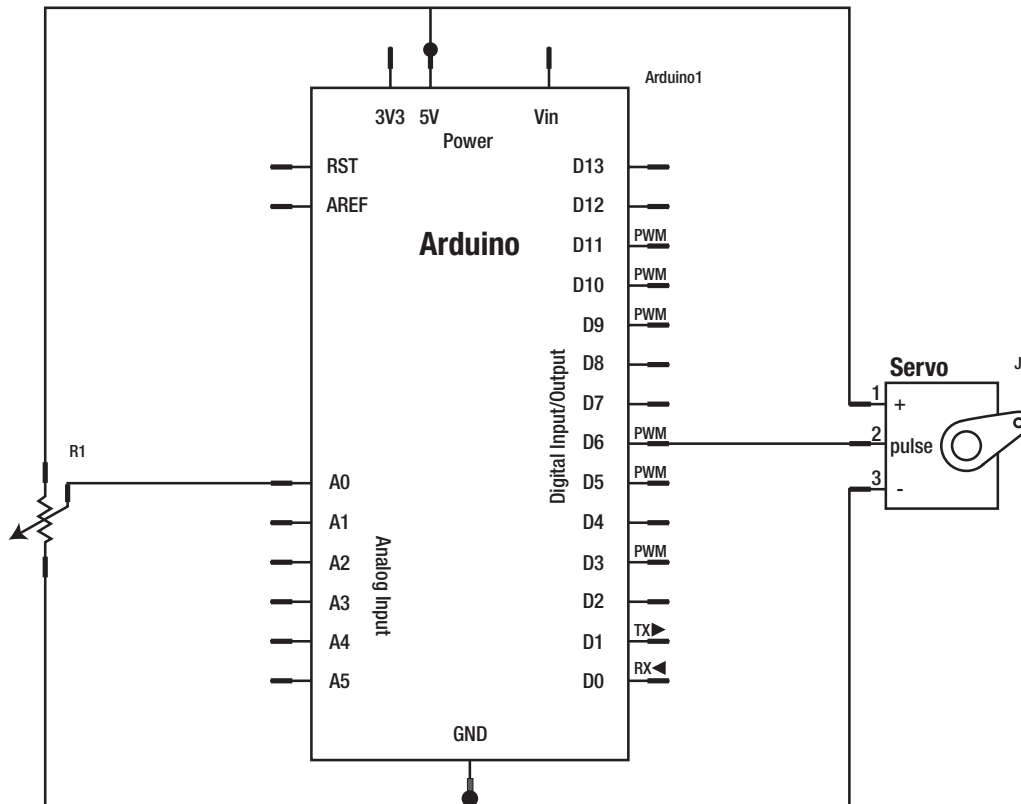 Arduino1
3V3 5V Vin
Power
RST D13
AREF D12
Arduino
D11 PWM
D10 PWM
D9 PWM
D8
D7
D6 PWM
D5 PWM
D4
D3 PWM
D2
D1 TX
D0 RX
Digital Input/Output
R1
A0
A1
A2
A3
A4
A5
Analog Input
GND
Servo
J
1 +
2 pulse
3 -